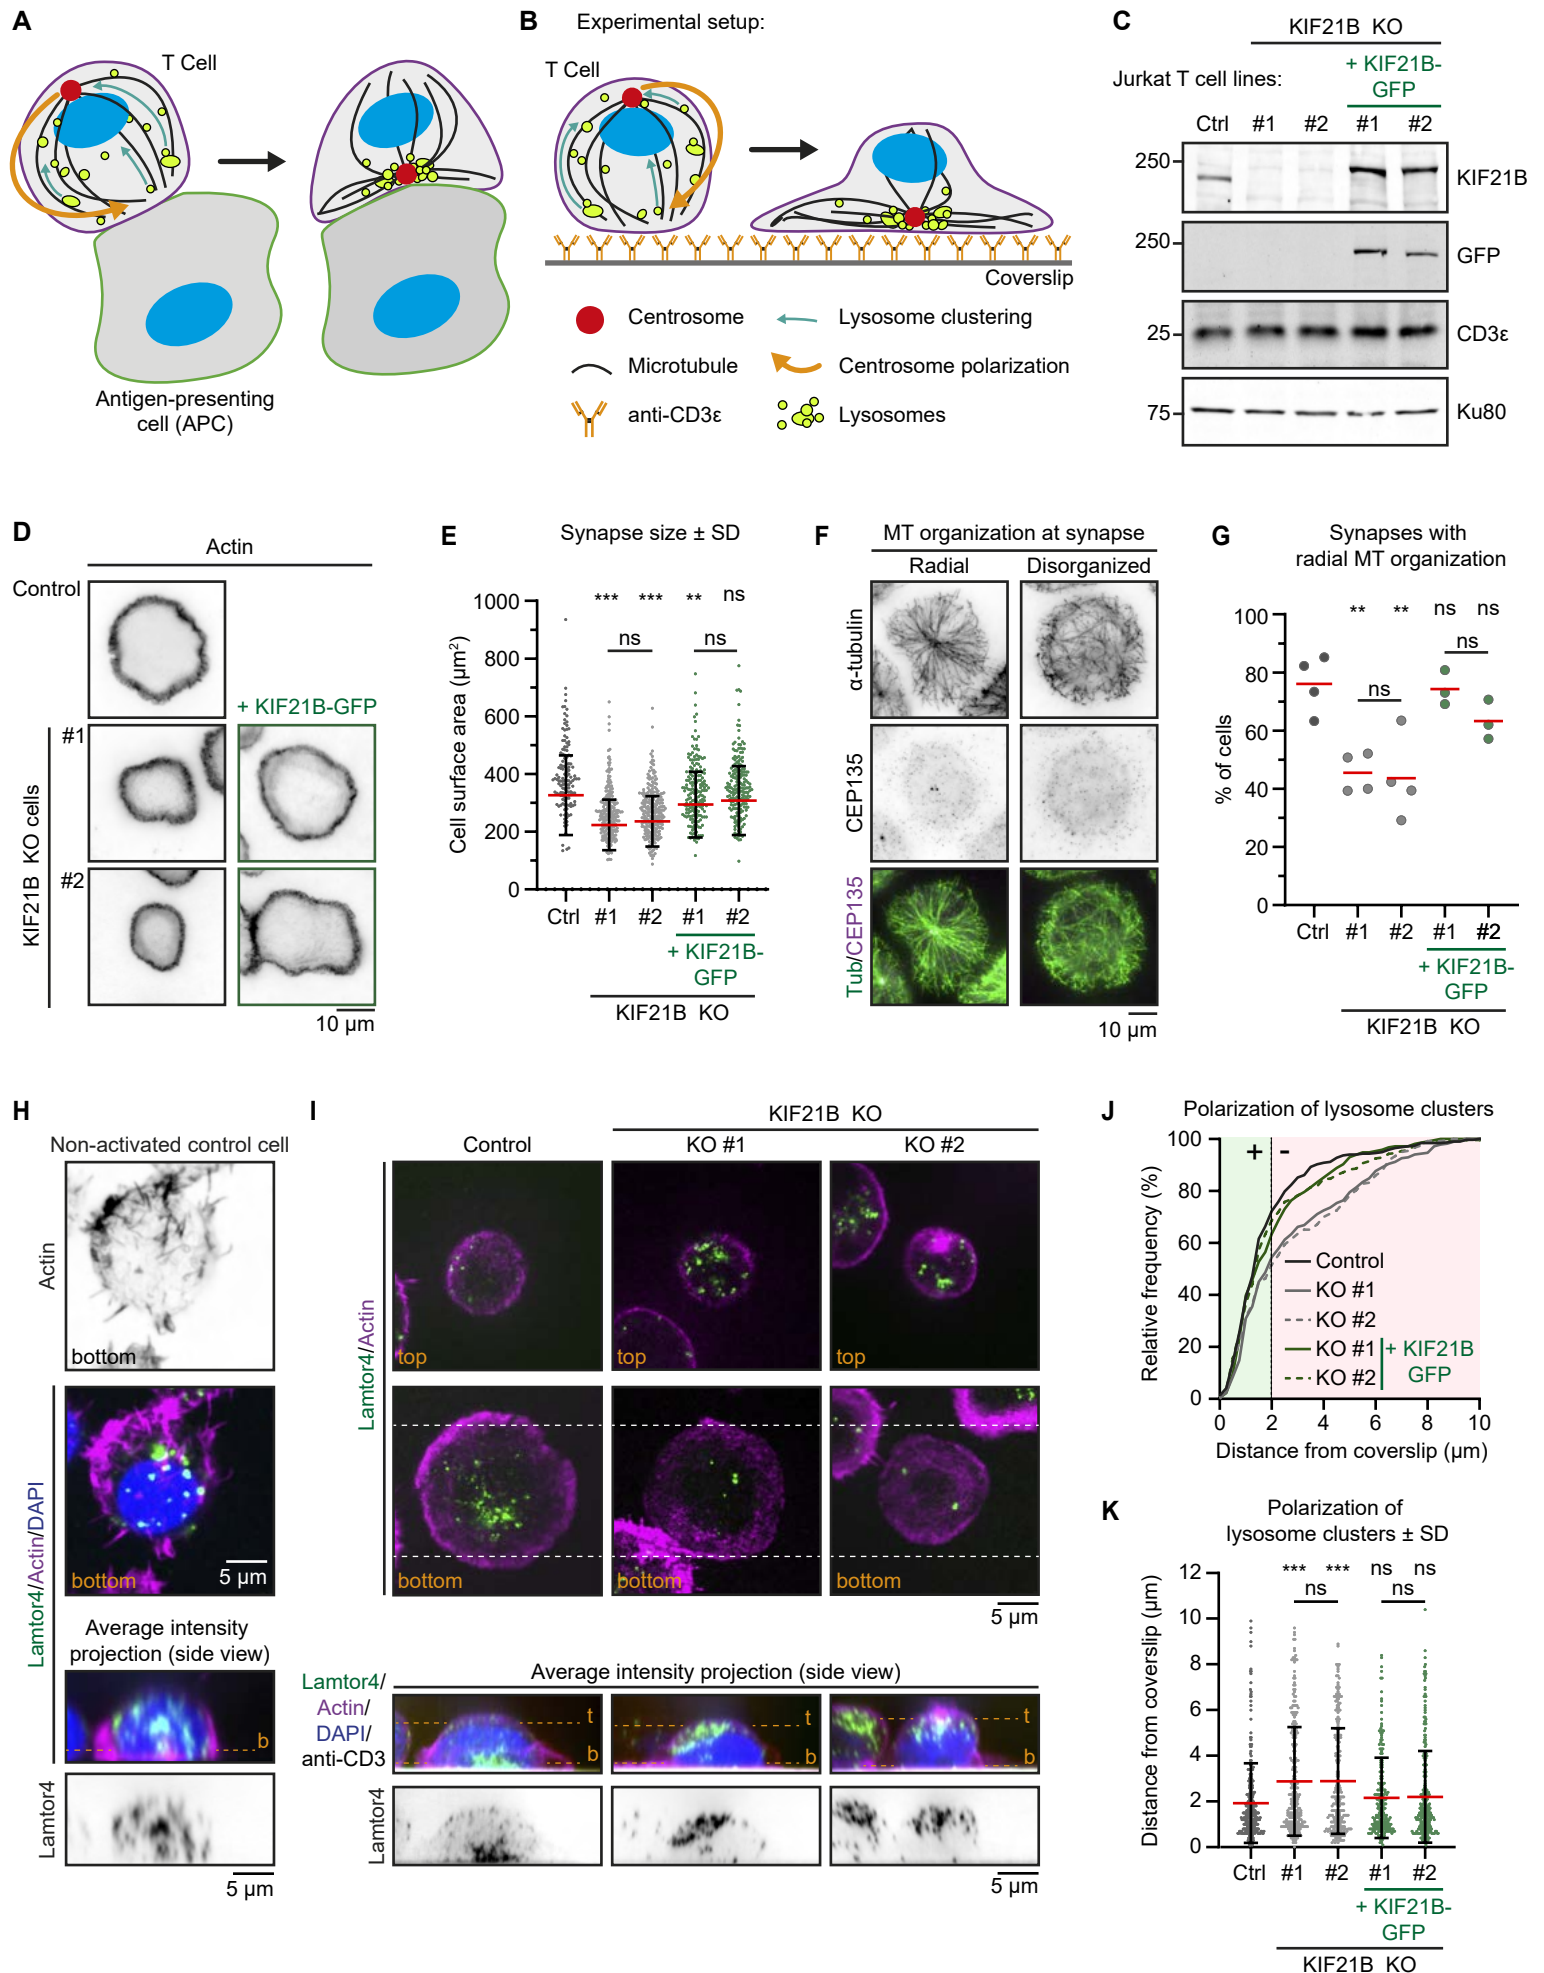 A
T Cell
Antigen-presenting
cell (APC)
B
Experimental setup:
T Cell
Coverslip
Centrosome
Lysosome clustering
Microtubule
Centrosome polarization
anti-CD3ε
Lysosomes
C
KIF21B KO
Jurkat T cell lines:
+ KIF21B-
GFP
Ctrl #1 #2 #1 #2
250
KIF21B
250
GFP
25
CD3ε
75
Ku80
D
Actin
Control
+ KIF21B-GFP
#1
#2
KIF21B KO cells
10 µm
E
Synapse size ± SD
*** *** ** ns
ns ns
Cell surface area (µm²)
1000
800
600
400
200
0
Ctrl #1 #2 #1 #2
+ KIF21B-
GFP
KIF21B KO
F
MT organization at synapse
Radial Disorganized
α-tubulin
CEP135
Tub/CEP135
10 µm
G
Synapses with
radial MT organization
** ** ns ns
ns
ns
% of cells
100
80
60
40
20
0
Ctrl #1 #2 #1 #2
+ KIF21B-
GFP
KIF21B KO
H
Non-activated control cell
Actin
bottom
Lamtor4/Actin/DAPI
5 µm
bottom
Average intensity
projection (side view)
b
Lamtor4
5 µm
I
KIF21B KO
Control KO #1 KO #2
Lamtor4/Actin
top top top
bottom bottom bottom
5 µm
Average intensity projection (side view)
Lamtor4/
Actin/
DAPI/
anti-CD3
t t t
b b b
Lamtor4
5 µm
J
Polarization of lysosome clusters
+ -
Relative frequency (%)
100
80
60
40
20
0
Control
KO #1
KO #2
KO #1
KO #2
+ KIF21B
GFP
0 2 4 6 8 10
Distance from coverslip (µm)
K
Polarization of
lysosome clusters ± SD
*** *** ns ns
ns ns
Distance from coverslip (µm)
12
10
8
6
4
2
0
Ctrl #1 #2 #1 #2
+ KIF21B-
GFP
KIF21B KO